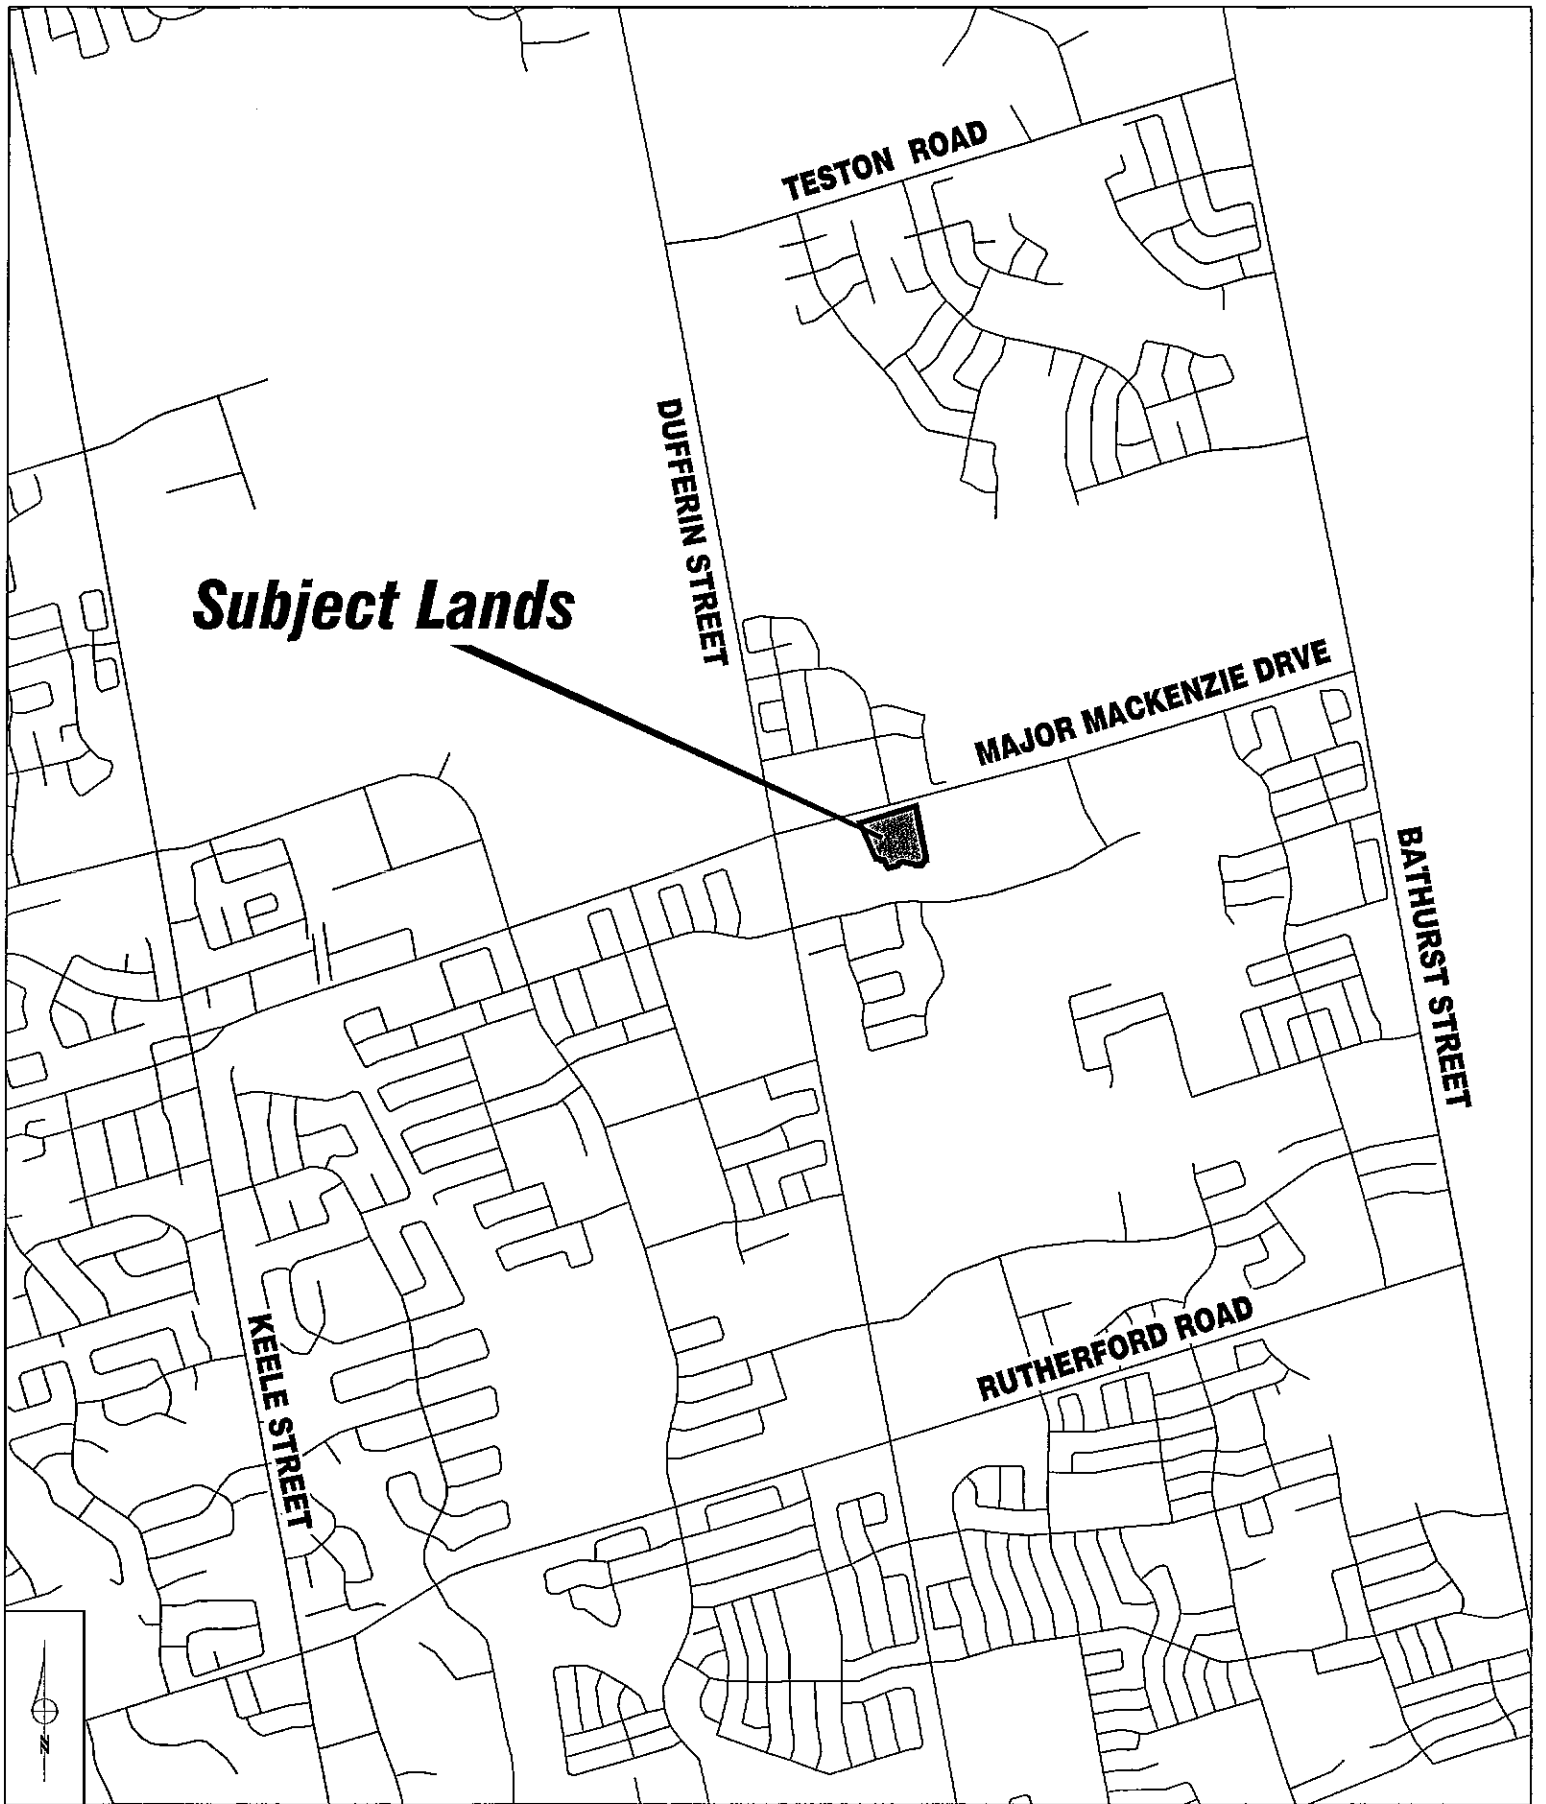 TESTON ROAD
DUFFERIN STREET
Subject Lands
MAJOR MACKENZIE DRVE
BATHURST STREET
RUTHERFORD ROAD
KEELE STREET
N